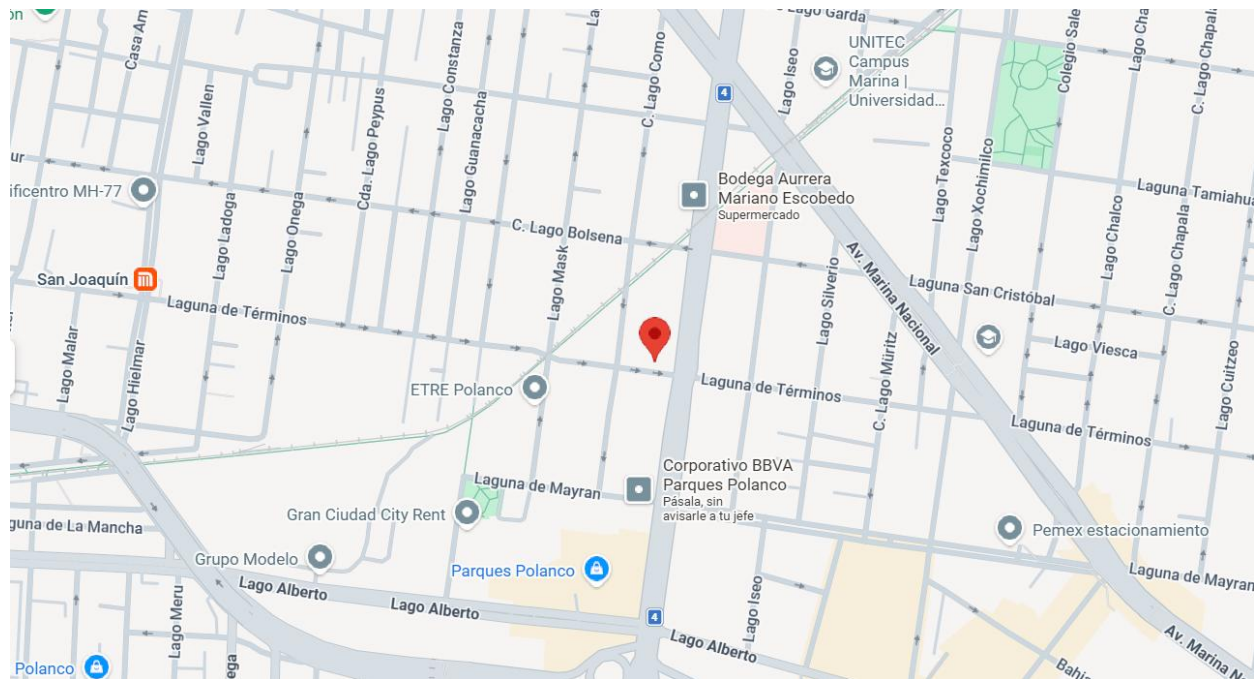 on
Casa Am
Lago Constanza
C. Lago Como
C Lago Garda
Lago Iseo
UNITEC
Campus
Marina |
Universidad...
Colegio Sale
Lago Cha
C. Lago Chapala
4
Lago Vallen
Cda. Lago Peypus
Lago Guanacacha
ur
ificentro MH-77
Bodega Aurrera
Mariano Escobedo
Supermercado
Lago Texcoco
Lago Xochimilco
Laguna Tamiahua
Lago Ladoga
Lago Onega
C. Lago Bolsena
Lago Mask
Lago Chalco
C. Lago Chapala
Av. Marina Nacional
San Joaquín
Laguna de Términos
Lago Silverio
Laguna San Cristóbal
Lago Viesca
Lago Malar
Lago Hielmar
ETRE Polanco
Laguna de Términos
C. Lago Müritz
Lago Cuitzeo
Laguna de Términos
Corporativo BBVA
Parques Polanco
Pásala, sin
avisarle a tu jefe
Laguna de Mayran
guna de La Mancha
Gran Ciudad City Rent
Pemex estacionamiento
Grupo Modelo
Parques Polanco
Laguna de Mayran
Lago Alberto
Lago Alberto
Lago Meru
ega
4
Lago Iseo
Lago Alberto
Av. Marina Na
Bahia
Polanco